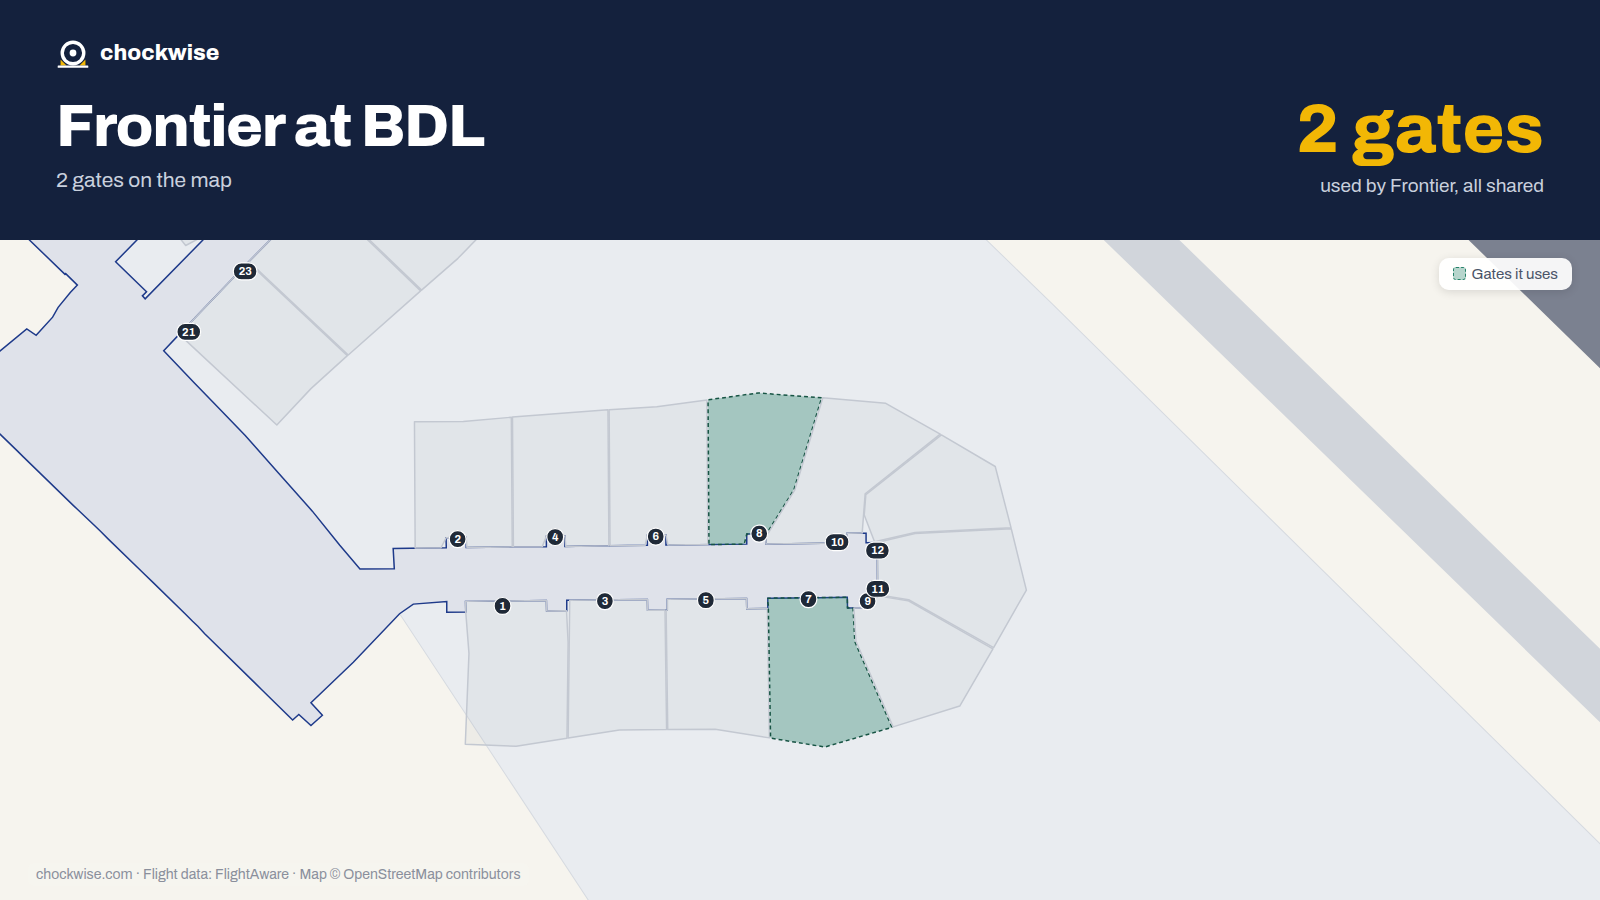 chockwise
Frontier at BDL
2 gates on the map
2 gates
used by Frontier, all shared
Gates it uses
23
21
2
4
6
8
10
12
11
9
1
3
5
7
chockwise.com · Flight data: FlightAware · Map © OpenStreetMap contributors